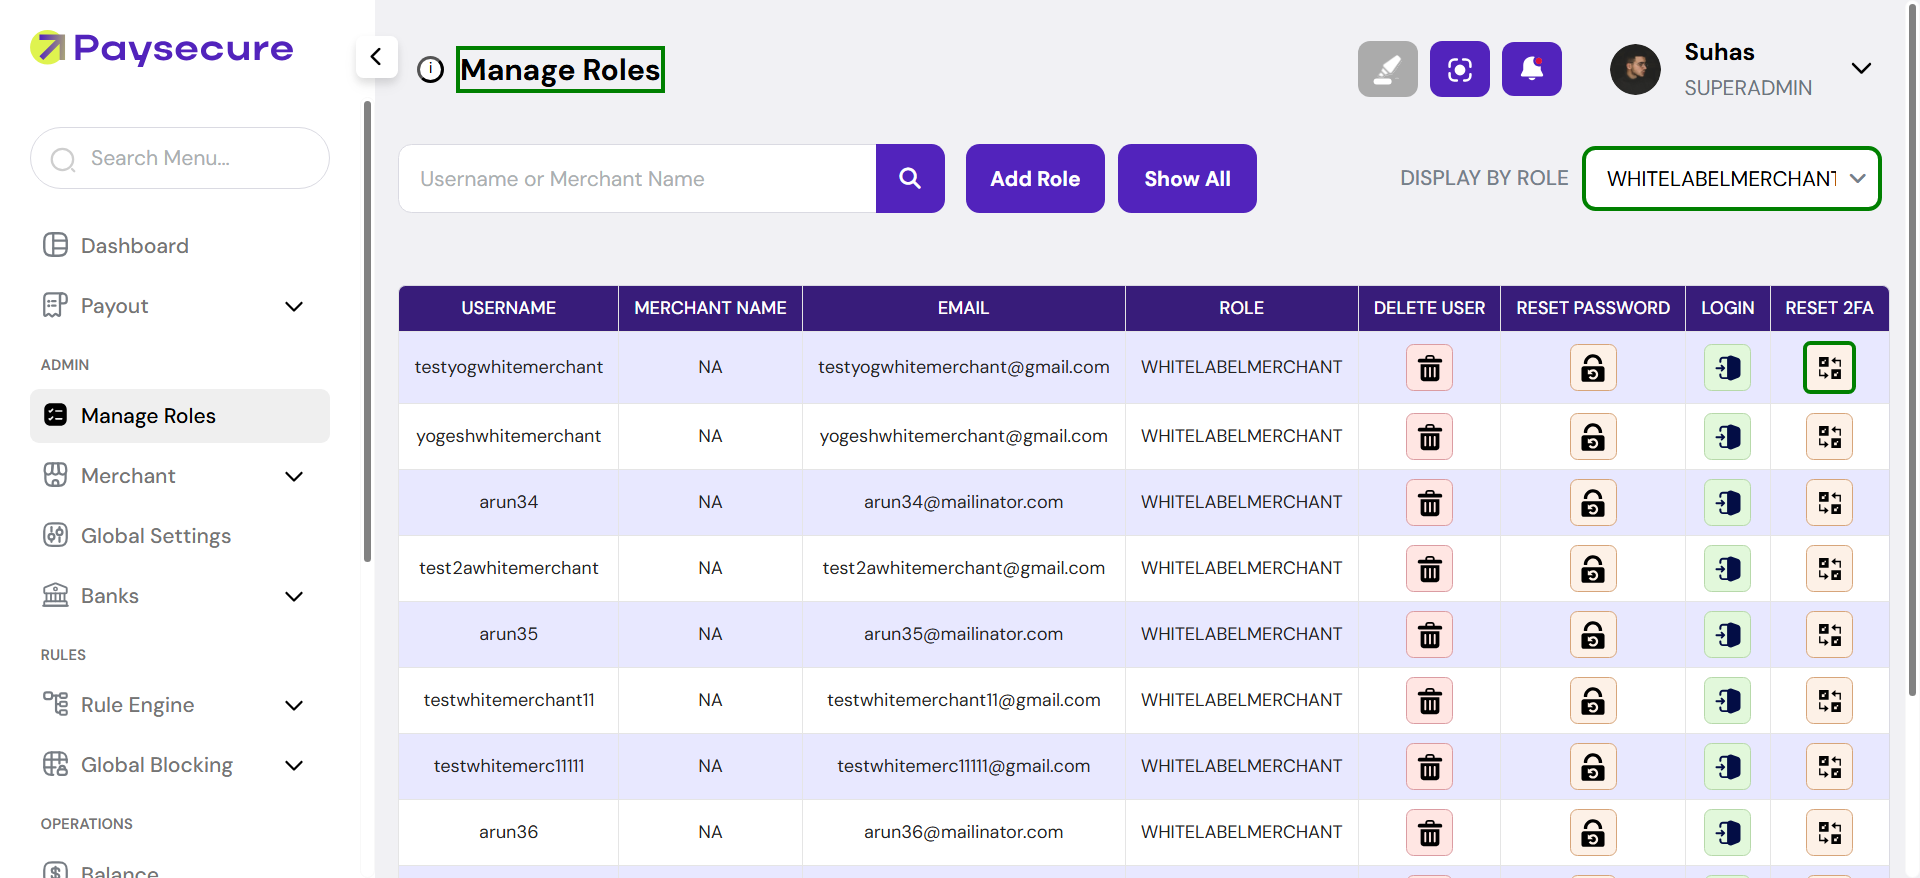 Paysecure
Manage Roles
Suhas
SUPERADMIN
Search Menu...
Username or Merchant Name
Add Role
Show All
DISPLAY BY ROLE
WHITELABELMERCHANT
Dashboard
Payout
ADMIN
Manage Roles
Merchant
Global Settings
Banks
RULES
Rule Engine
Global Blocking
OPERATIONS
Balance
USERNAME MERCHANT NAME EMAIL ROLE DELETE USER RESET PASSWORD LOGIN RESET 2FA
testyogwhitemerchant NA testyogwhitemerchant@gmail.com WHITELABELMERCHANT
yogeshwhitemerchant NA yogeshwhitemerchant@gmail.com WHITELABELMERCHANT
arun34 NA arun34@mailinator.com WHITELABELMERCHANT
test2awhitemerchant NA test2awhitemerchant@gmail.com WHITELABELMERCHANT
arun35 NA arun35@mailinator.com WHITELABELMERCHANT
testwhitemerchant11 NA testwhitemerchant11@gmail.com WHITELABELMERCHANT
testwhitemerc11111 NA testwhitemerc11111@gmail.com WHITELABELMERCHANT
arun36 NA arun36@mailinator.com WHITELABELMERCHANT